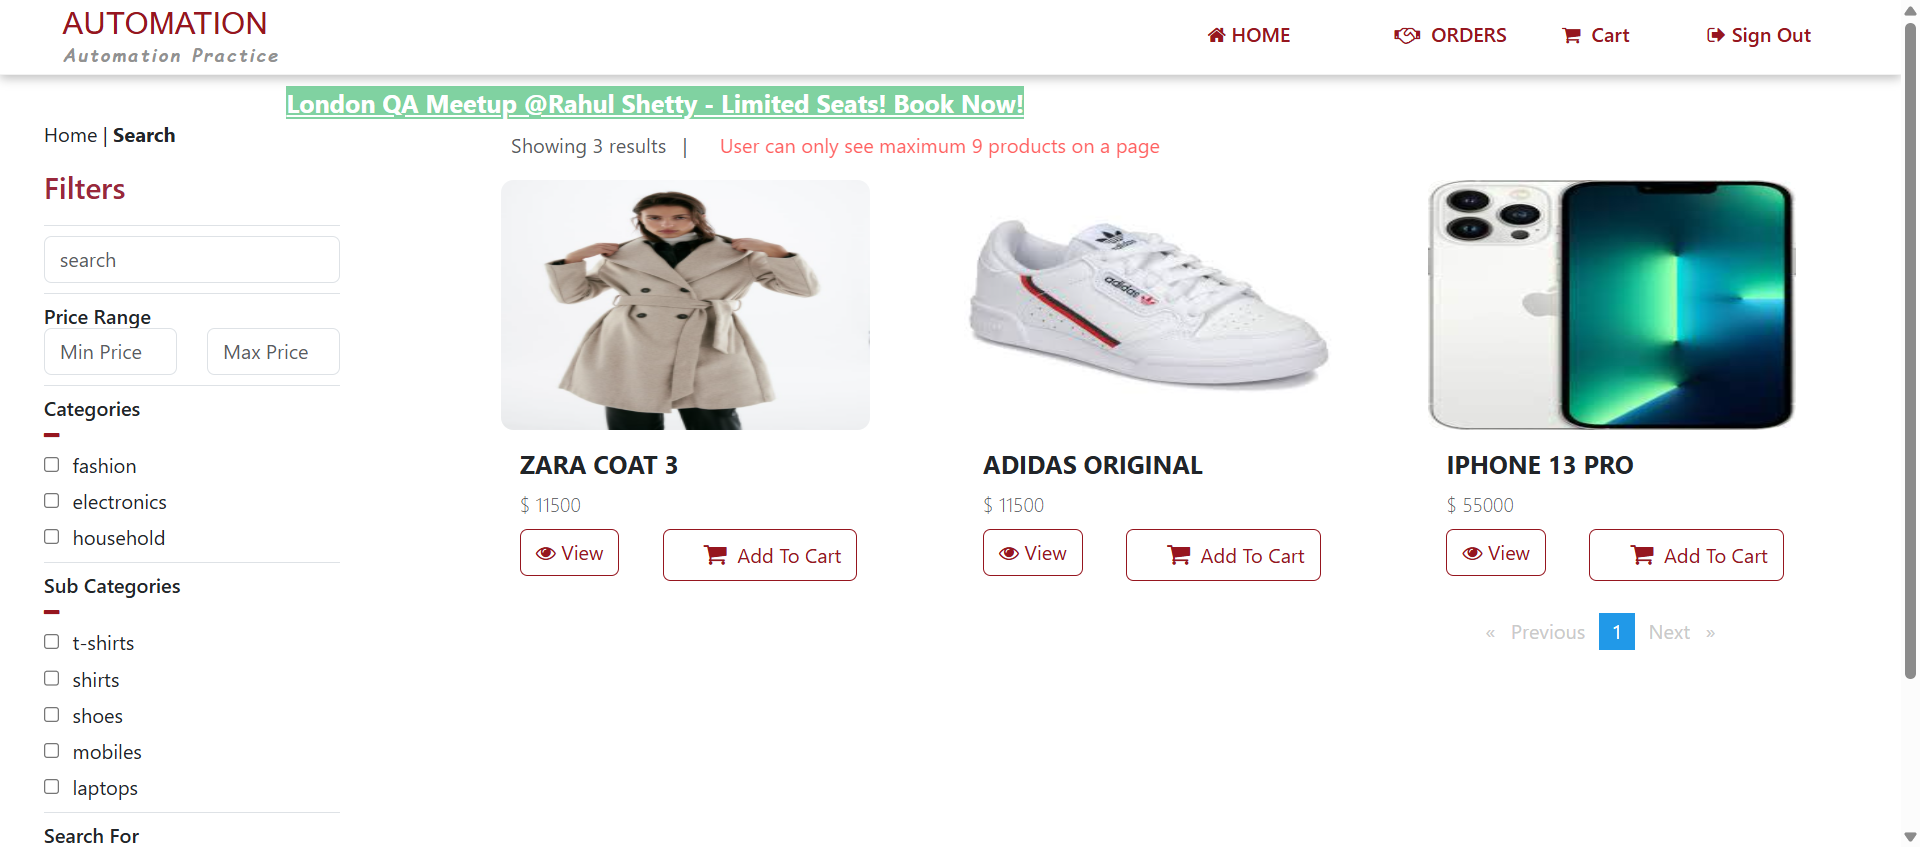 AUTOMATION
Automation Practice
HOME
ORDERS
Cart
Sign Out
London QA Meetup @Rahul Shetty - Limited Seats! Book Now!
Home | Search
Showing 3 results |
User can only see maximum 9 products on a page
Filters
search
Price Range
Min Price
Max Price
Categories
fashion
electronics
household
Sub Categories
t-shirts
shirts
shoes
mobiles
laptops
Search For
adidas
adidas
ZARA COAT 3
$ 11500
View
Add To Cart
ADIDAS ORIGINAL
$ 11500
View
Add To Cart
IPHONE 13 PRO
$ 55000
View
Add To Cart
« Previous 1 Next »